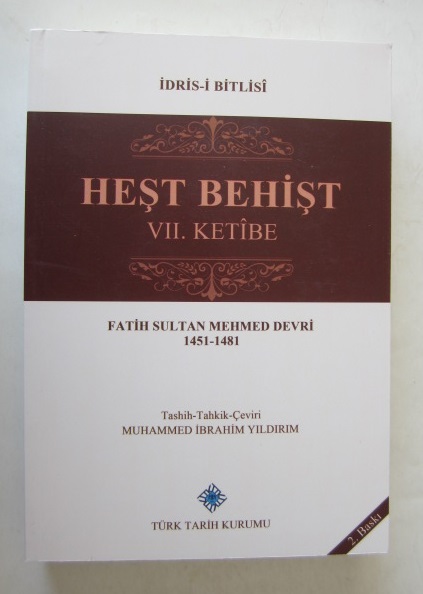 İDRİS-İ BİTLİSÎ
HEŞT BEHİŞT
VII. KETÎBE
FATİH SULTAN MEHMED DEVRİ
1451-1481
Tashih-Tahkik-Çeviri
MUHAMMED İBRAHİM YILDIRIM
TÜRK TARİH KURUMU
2. Baskı